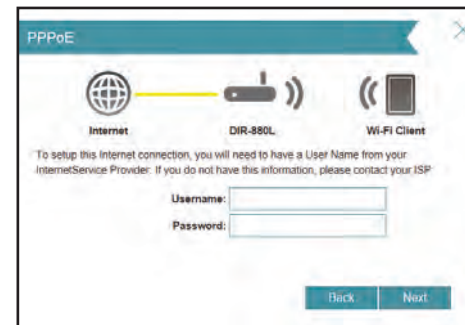 PPPoE
Internet DIR-880L Wi-Fi Client
To setup this Internet connection, you will need to have a User Name from your
InternetService Provider. If you do not have this information, please contact your ISP
Username:
Password:
Back Next